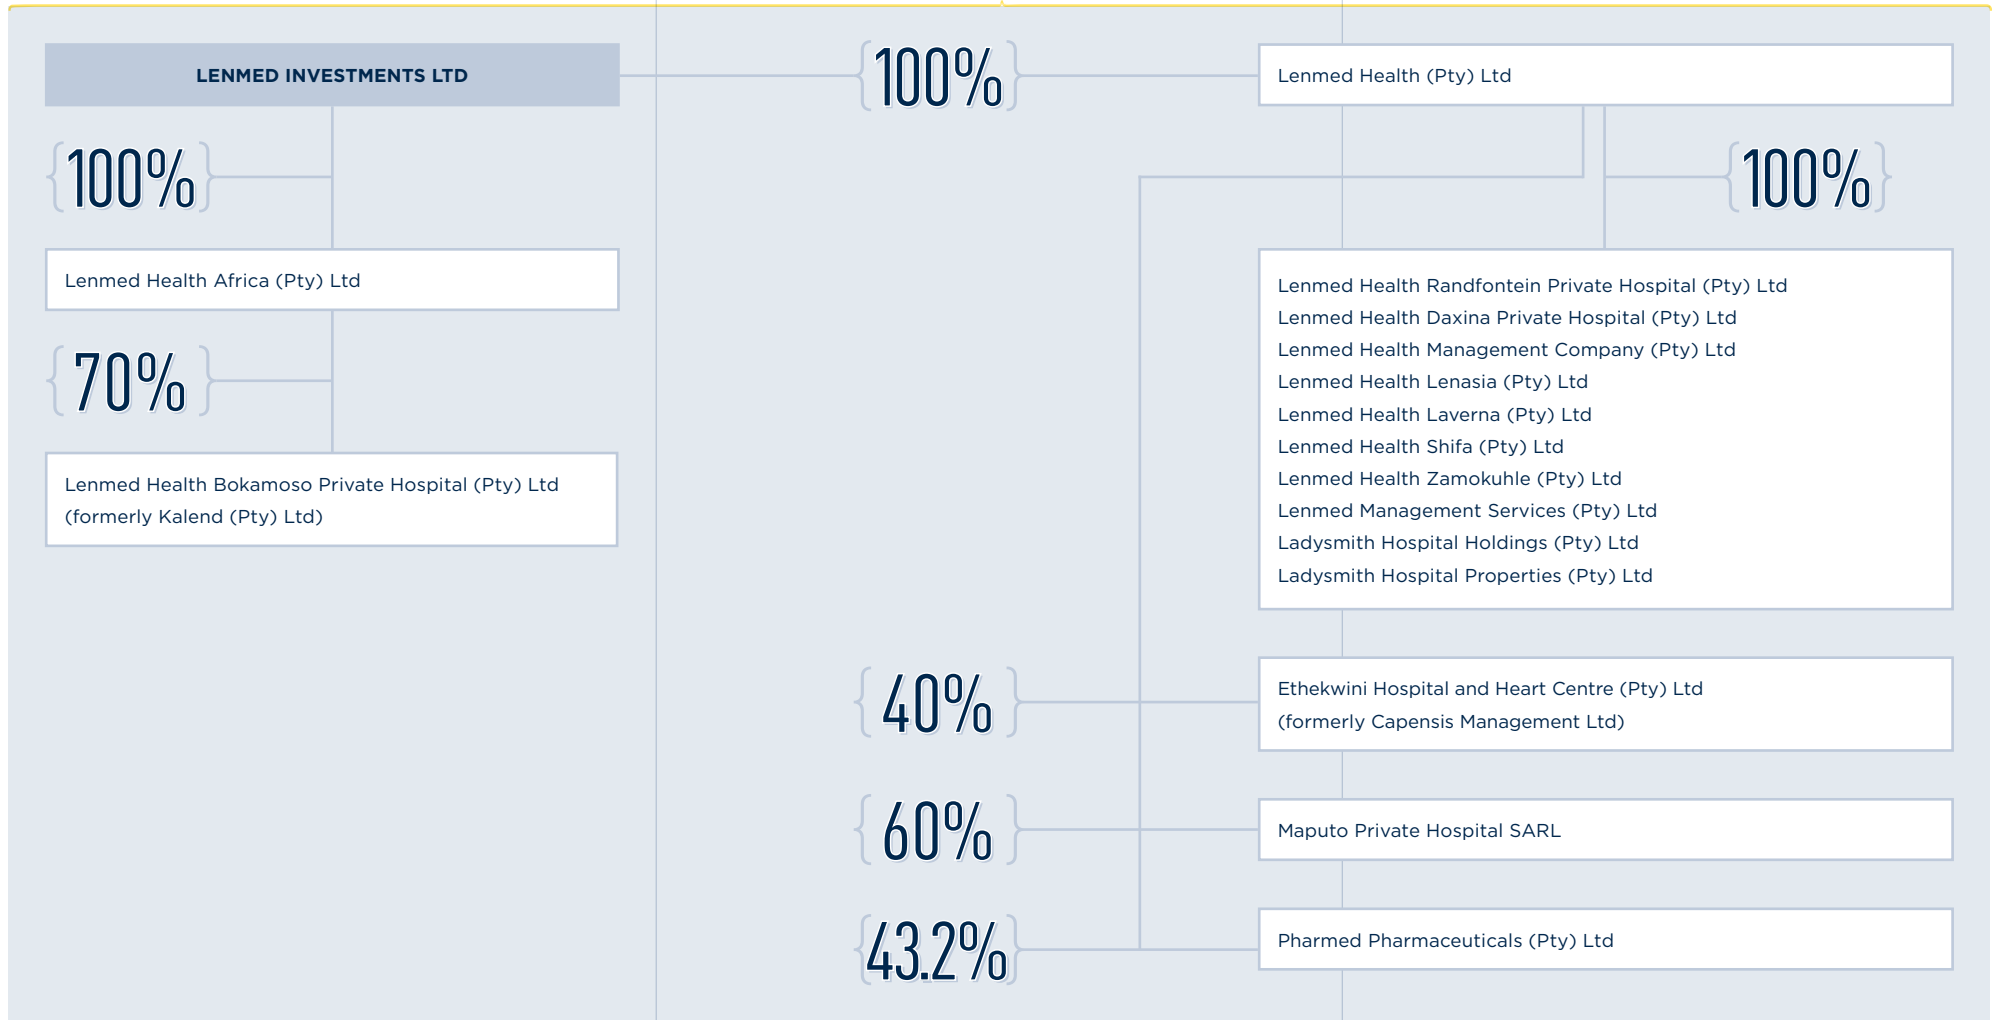 LENMED INVESTMENTS LTD
100%
Lenmed Health (Pty) Ltd
100%
100%
Lenmed Health Africa (Pty) Ltd
70%
Lenmed Health Bokamoso Private Hospital (Pty) Ltd
(formerly Kalend (Pty) Ltd)
Lenmed Health Randfontein Private Hospital (Pty) Ltd
Lenmed Health Daxina Private Hospital (Pty) Ltd
Lenmed Health Management Company (Pty) Ltd
Lenmed Health Lenasia (Pty) Ltd
Lenmed Health Laverna (Pty) Ltd
Lenmed Health Shifa (Pty) Ltd
Lenmed Health Zamokuhle (Pty) Ltd
Lenmed Management Services (Pty) Ltd
Ladysmith Hospital Holdings (Pty) Ltd
Ladysmith Hospital Properties (Pty) Ltd
40%
Ethekwini Hospital and Heart Centre (Pty) Ltd
(formerly Capensis Management Ltd)
60%
Maputo Private Hospital SARL
43.2%
Pharmed Pharmaceuticals (Pty) Ltd